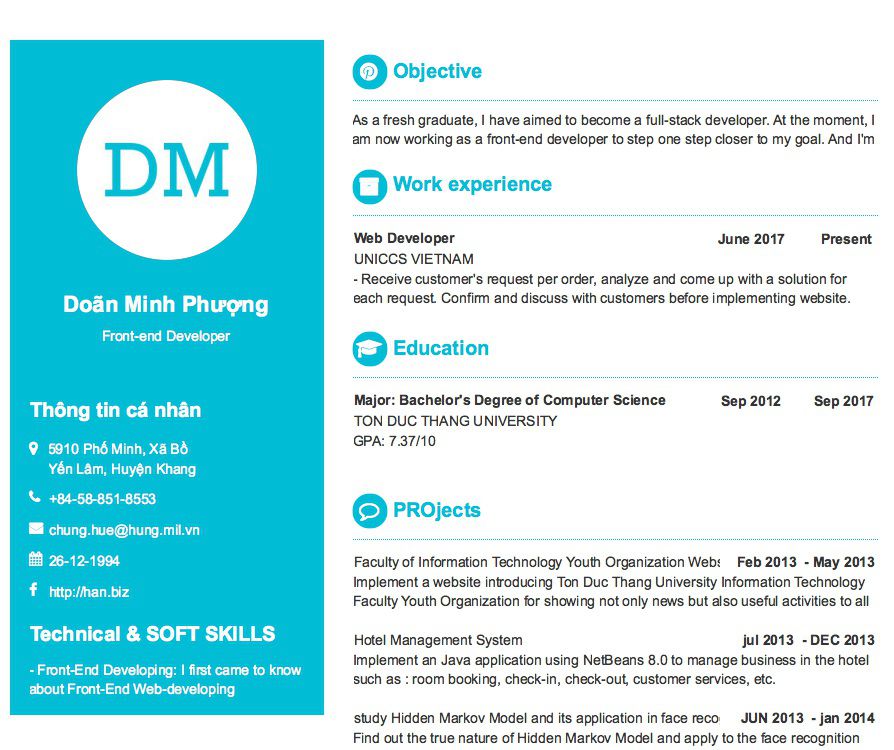 DM
Doãn Minh Phượng
Front-end Developer
Thông tin cá nhân
5910 Phố Minh, Xã Bồ
Yến Lâm, Huyện Khang
+84-58-851-8553
chung.hue@hung.mil.vn
26-12-1994
http://han.biz
Technical & SOFT SKILLS
- Front-End Developing: I first came to know
about Front-End Web-developing
Objective
As a fresh graduate, I have aimed to become a full-stack developer. At the moment, I
am now working as a front-end developer to step one step closer to my goal. And I'm
Work experience
Web Developer June 2017 Present
UNICCS VIETNAM
- Receive customer's request per order, analyze and come up with a solution for
each request. Confirm and discuss with customers before implementing website.
Education
Major: Bachelor's Degree of Computer Science Sep 2012 Sep 2017
TON DUC THANG UNIVERSITY
GPA: 7.37/10
PROjects
Faculty of Information Technology Youth Organization Feb 2013 - May 2013
Implement a website introducing Ton Duc Thang University Information Technology
Faculty Youth Organization for showing not only news but also useful activities to all
Hotel Management System jul 2013 - DEC 2013
Implement an Java application using NetBeans 8.0 to manage business in the hotel
such as : room booking, check-in, check-out, customer services, etc.
study Hidden Markov Model and its application in face JUN 2013 - jan 2014
Find out the true nature of Hidden Markov Model and apply to the face recognition